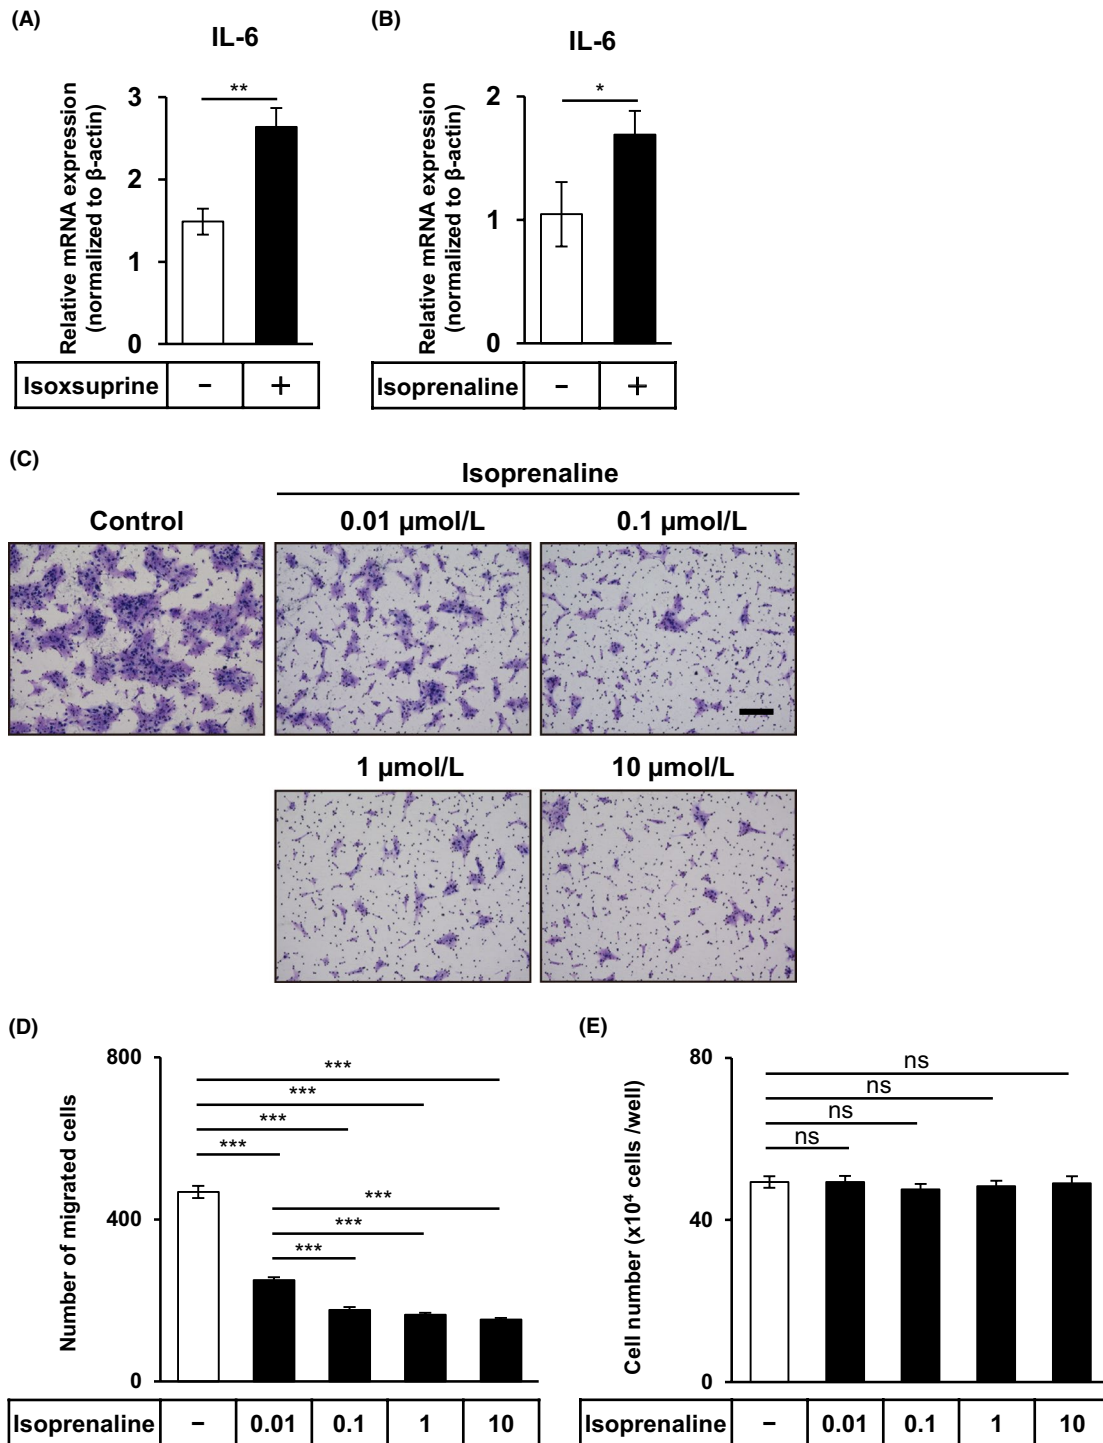 (A)
IL-6
Relative mRNA expression
(normalized to β-actin)
3
2
1
0
**
Isoxsuprine − +
(B)
IL-6
Relative mRNA expression
(normalized to β-actin)
2
1
0
*
Isoprenaline − +
(C)
Isoprenaline
Control 0.01 µmol/L 0.1 µmol/L
1 µmol/L 10 µmol/L
(D)
Number of migrated cells
800
400
0
***
***
***
***
***
***
***
Isoprenaline − 0.01 0.1 1 10
(E)
Cell number (x10⁴ cells /well)
80
40
0
ns
ns
ns
ns
Isoprenaline − 0.01 0.1 1 10